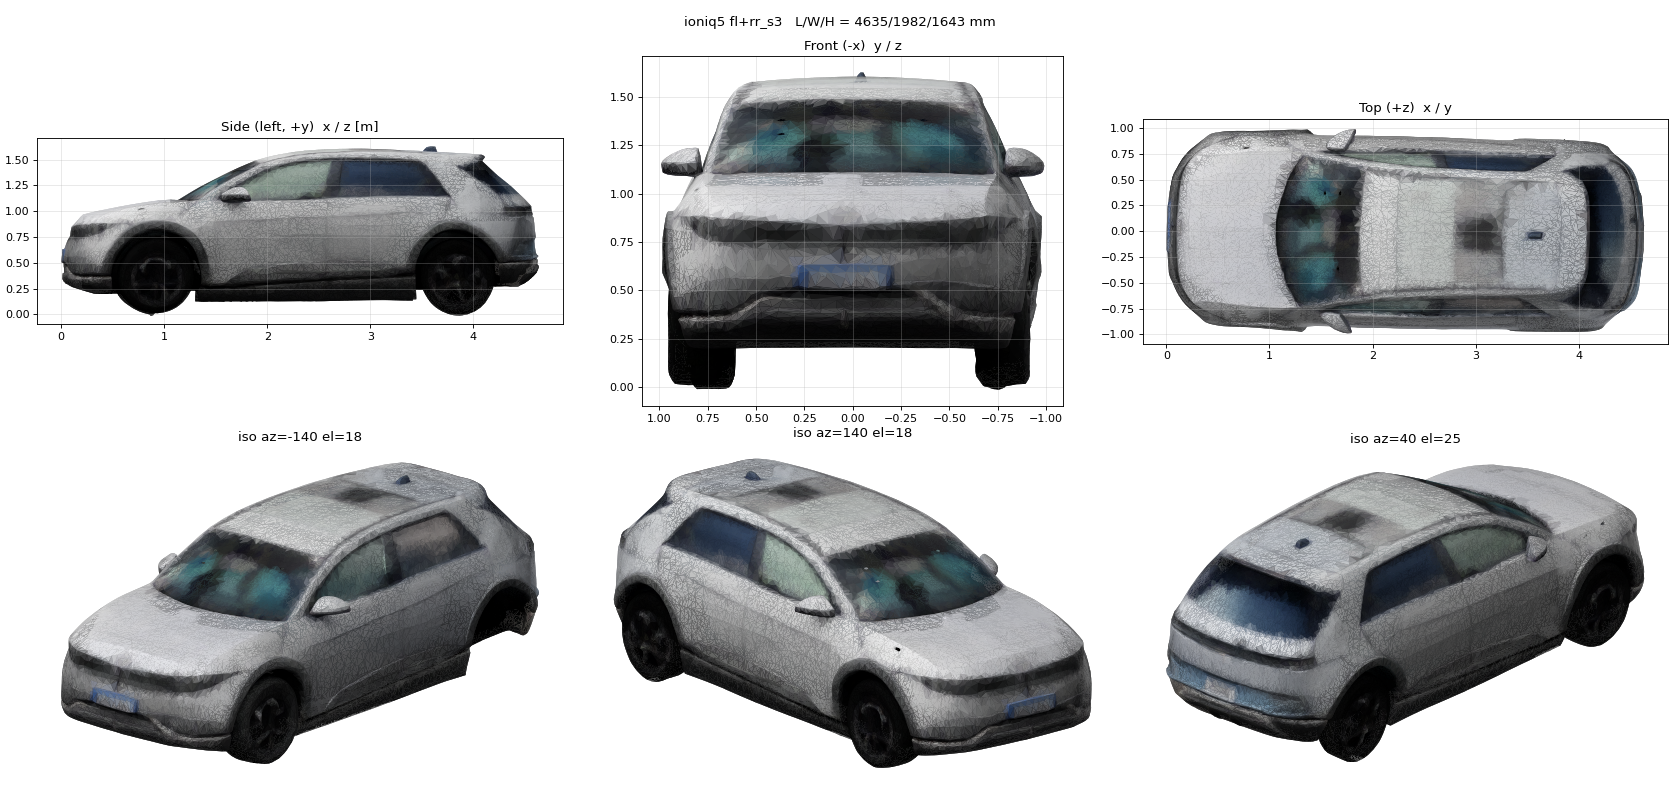 ioniq5 fl+rr_s3   L/W/H = 4635/1982/1643 mm
Side (left, +y)  x / z [m]
1.50
1.25
1.00
0.75
0.50
0.25
0.00
0 1 2 3 4
Front (-x)  y / z
1.50
1.25
1.00
0.75
0.50
0.25
0.00
1.00 0.75 0.50 0.25 0.00 −0.25 −0.50 −0.75 −1.00
Top (+z)  x / y
1.00
0.75
0.50
0.25
0.00
−0.25
−0.50
−0.75
−1.00
0 1 2 3 4
iso az=-140 el=18
iso az=140 el=18
iso az=40 el=25